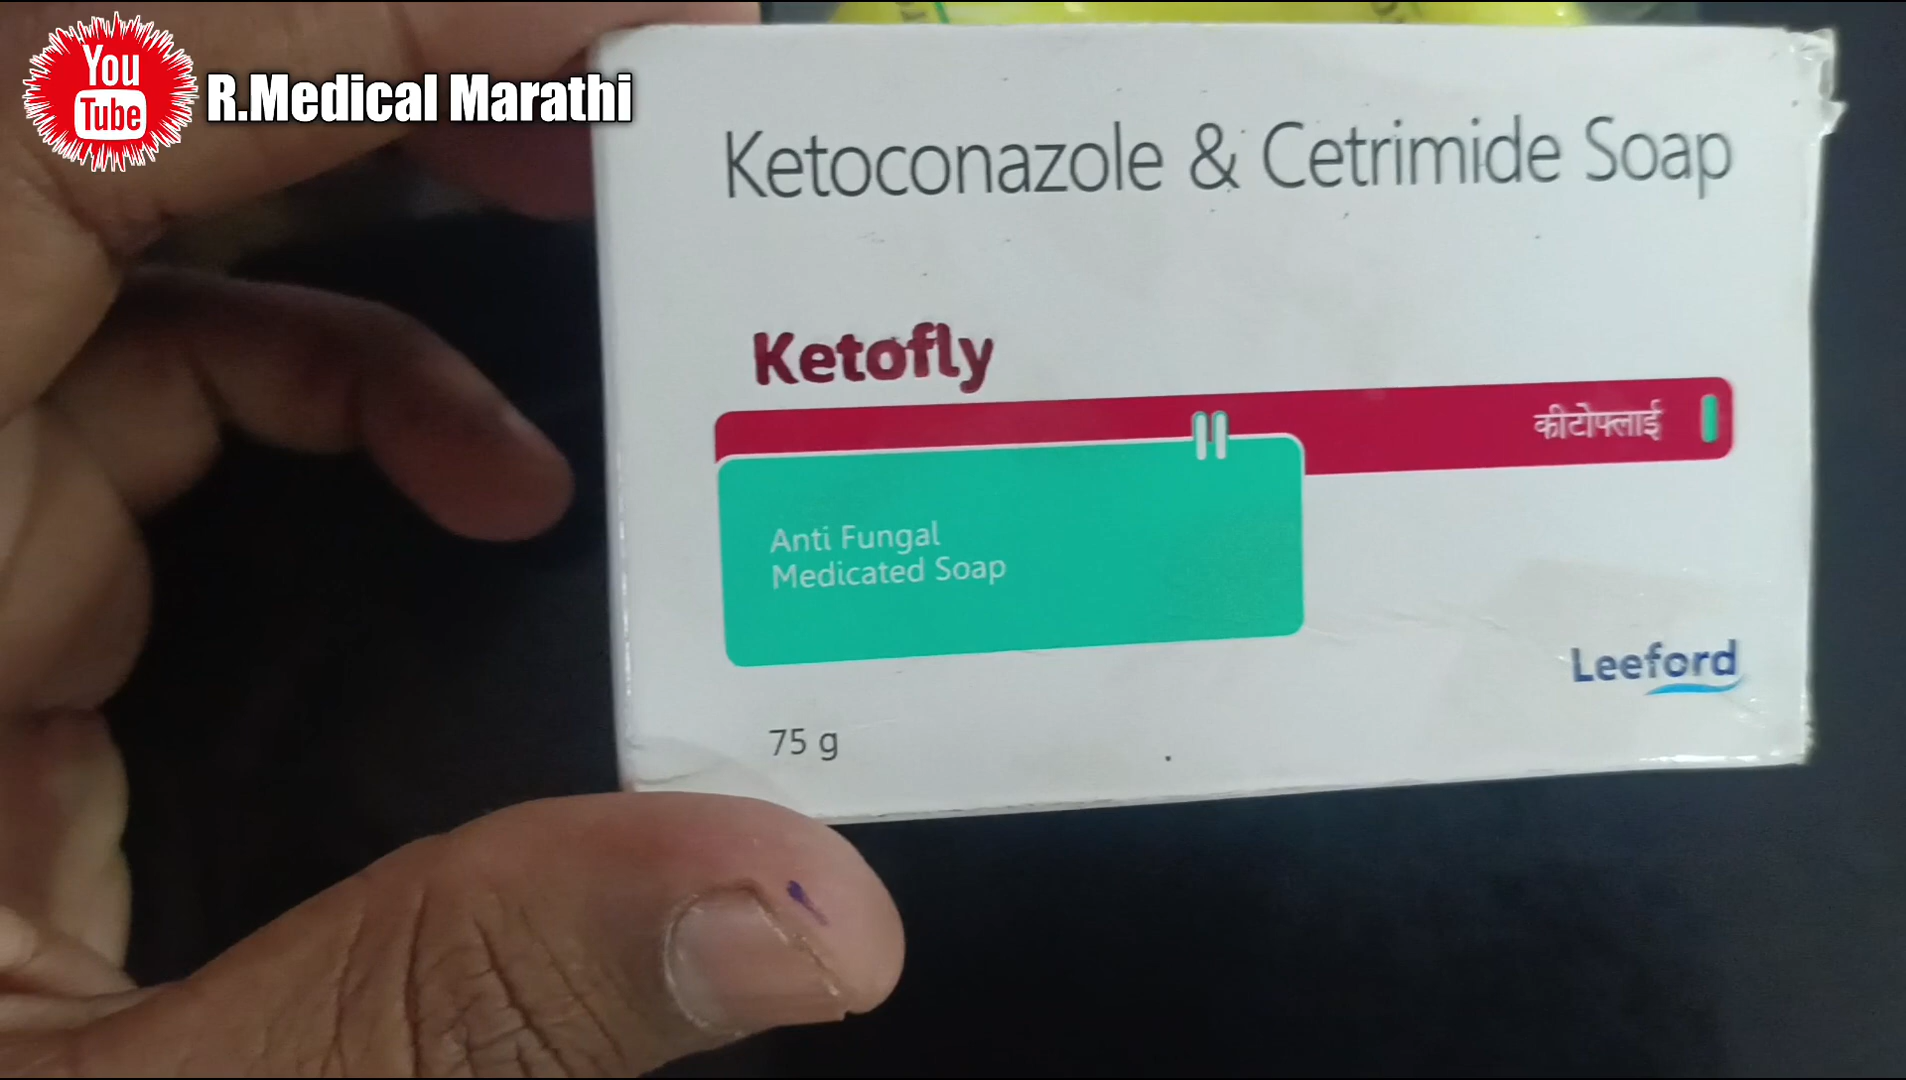 You
Tube
R.Medical Marathi
Ketoconazole & Cetrimide Soap
Ketofly
कीटोफ्लाई
Anti Fungal
Medicated Soap
Leeford
75 g